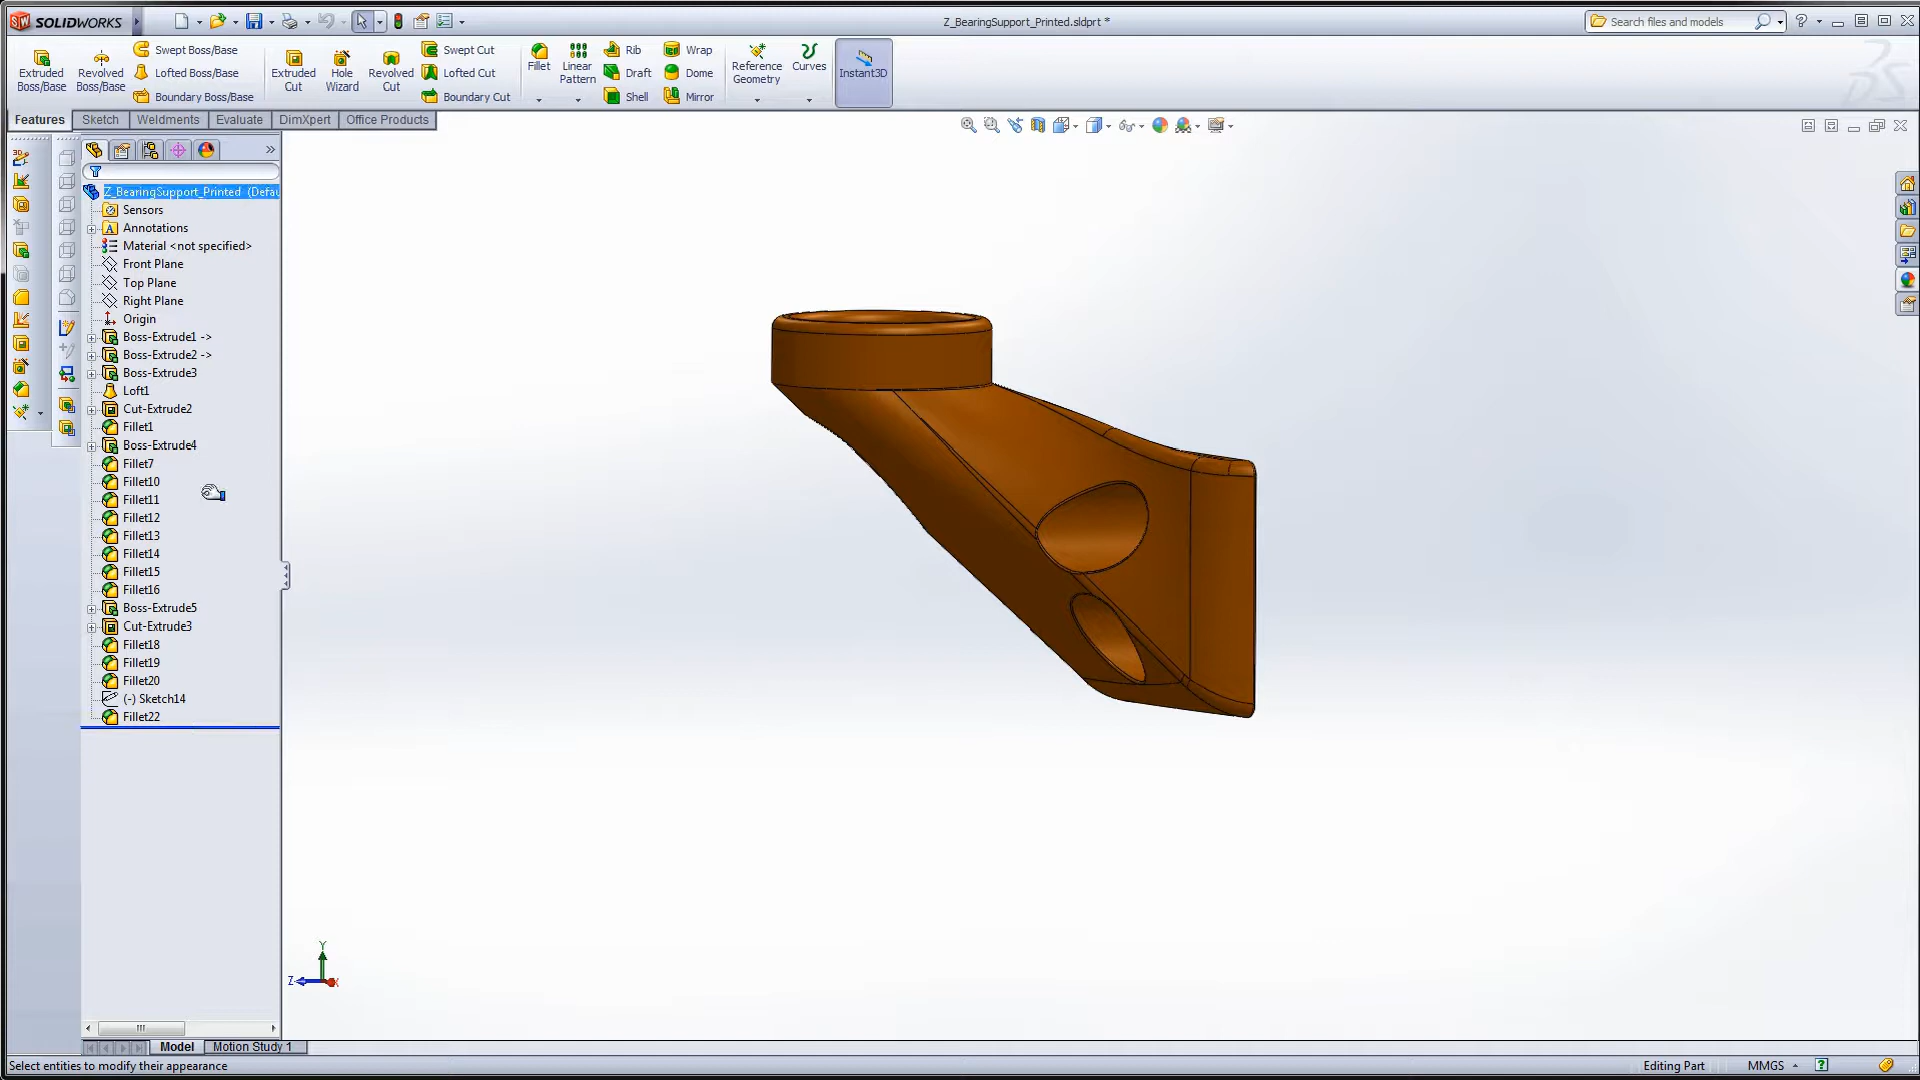 SOLIDWORKS
Z_BearingSupport_Printed.sldprt *
Search files and models
Extruded Boss/Base
Revolved Boss/Base
Swept Boss/Base
Lofted Boss/Base
Boundary Boss/Base
Extruded Cut
Hole Wizard
Revolved Cut
Swept Cut
Lofted Cut
Boundary Cut
Fillet
Linear Pattern
Rib
Draft
Shell
Wrap
Dome
Mirror
Reference Geometry
Curves
Instant3D
Features
Sketch
Weldments
Evaluate
DimXpert
Office Products
Z_BearingSupport_Printed (Defau
Sensors
Annotations
Material <not specified>
Front Plane
Top Plane
Right Plane
Origin
Boss-Extrude1 ->
Boss-Extrude2 ->
Boss-Extrude3
Loft1
Cut-Extrude2
Fillet1
Boss-Extrude4
Fillet7
Fillet10
Fillet11
Fillet12
Fillet13
Fillet14
Fillet15
Fillet16
Boss-Extrude5
Cut-Extrude3
Fillet18
Fillet19
Fillet20
(-) Sketch14
Fillet22
Y
Z
X
Model
Motion Study 1
Select entities to modify their appearance
Editing Part
MMGS